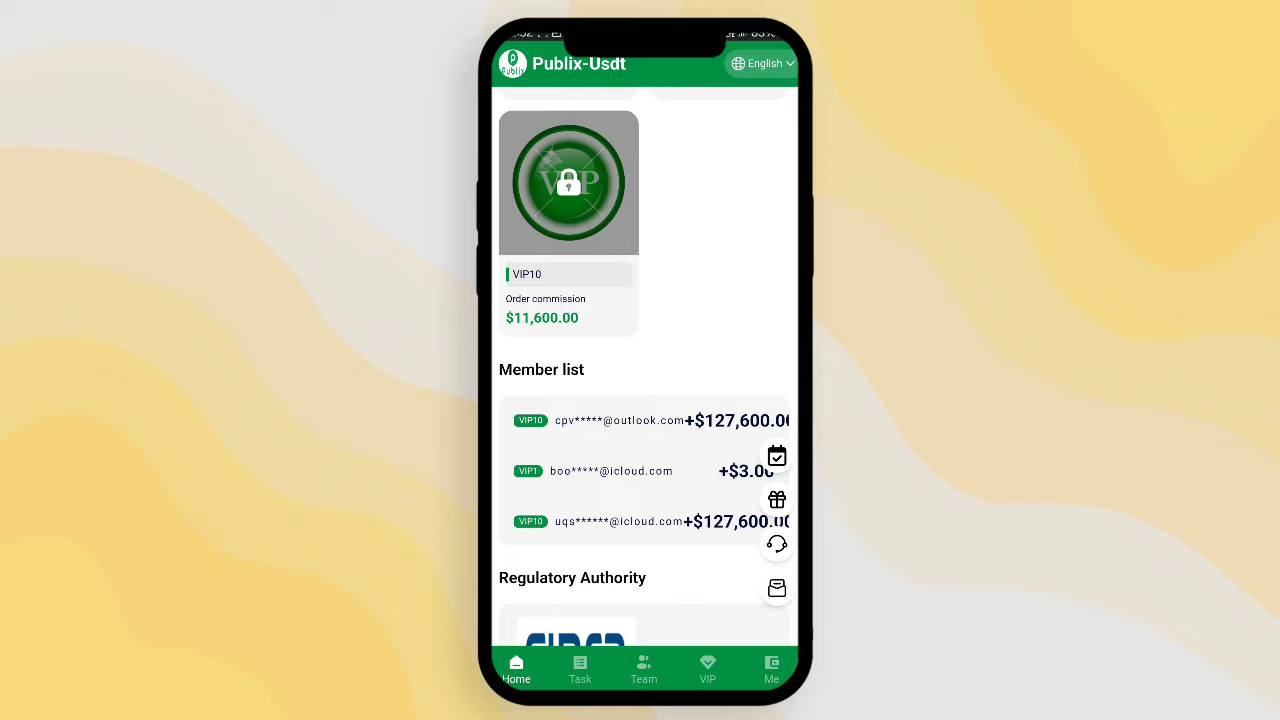 Publix-Usdt
English
Publix
VIP
VIP10
Order commission
$11,600.00
Member list
VIP10 cpv*****@outlook.com +$127,600.00
VIP1 boo*****@icloud.com +$3.00
VIP10 uqs******@icloud.com +$127,600.00
Regulatory Authority
Home
Task
Team
VIP
Me